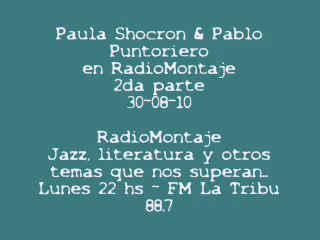 Paula Shocron & Pablo
Puntoriero
en RadioMontaje
2da parte
30-08-10
RadioMontaje
Jazz, literatura y otros
temas que nos superan...
Lunes 22 hs - FM La Tribu
88.7